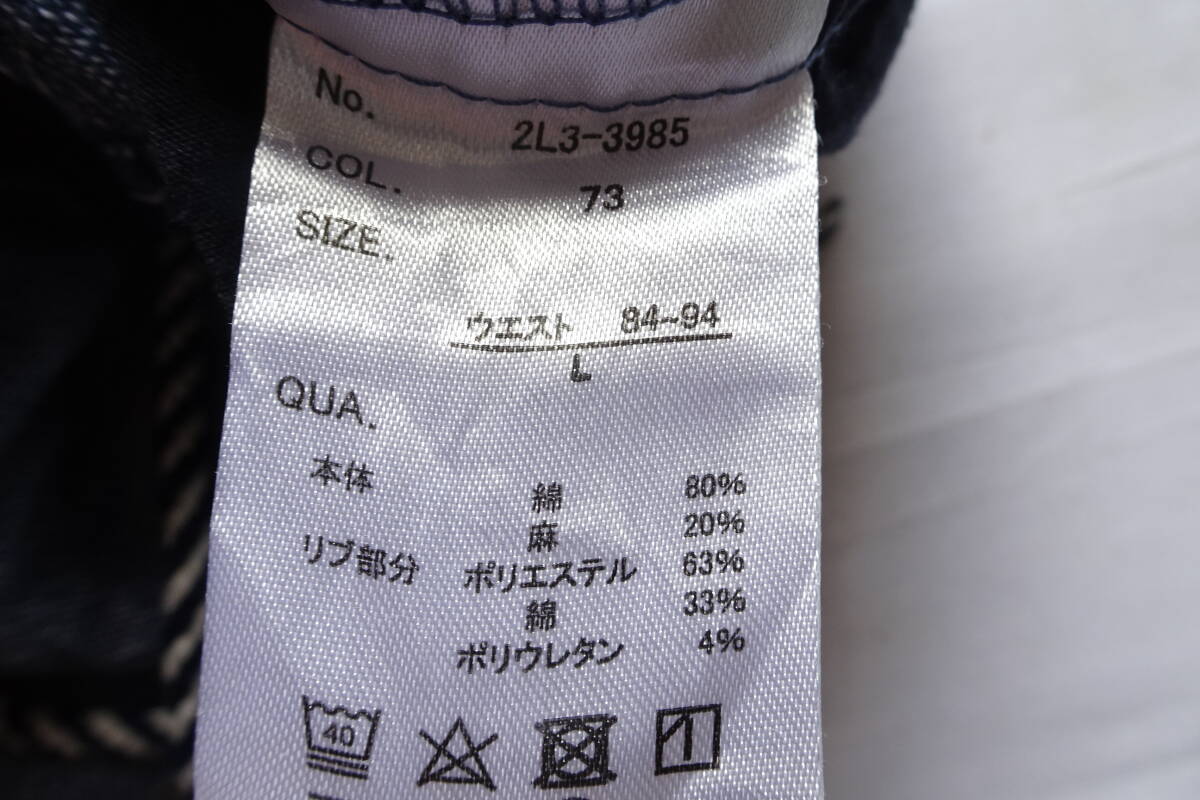 No. 2L3-3985
COL. 73
SIZE.
ウエスト 84~94
L
QUA.
本体 綿 80%
麻 20%
リブ部分 ポリエステル 63%
綿 33%
ポリウレタン 4%
40